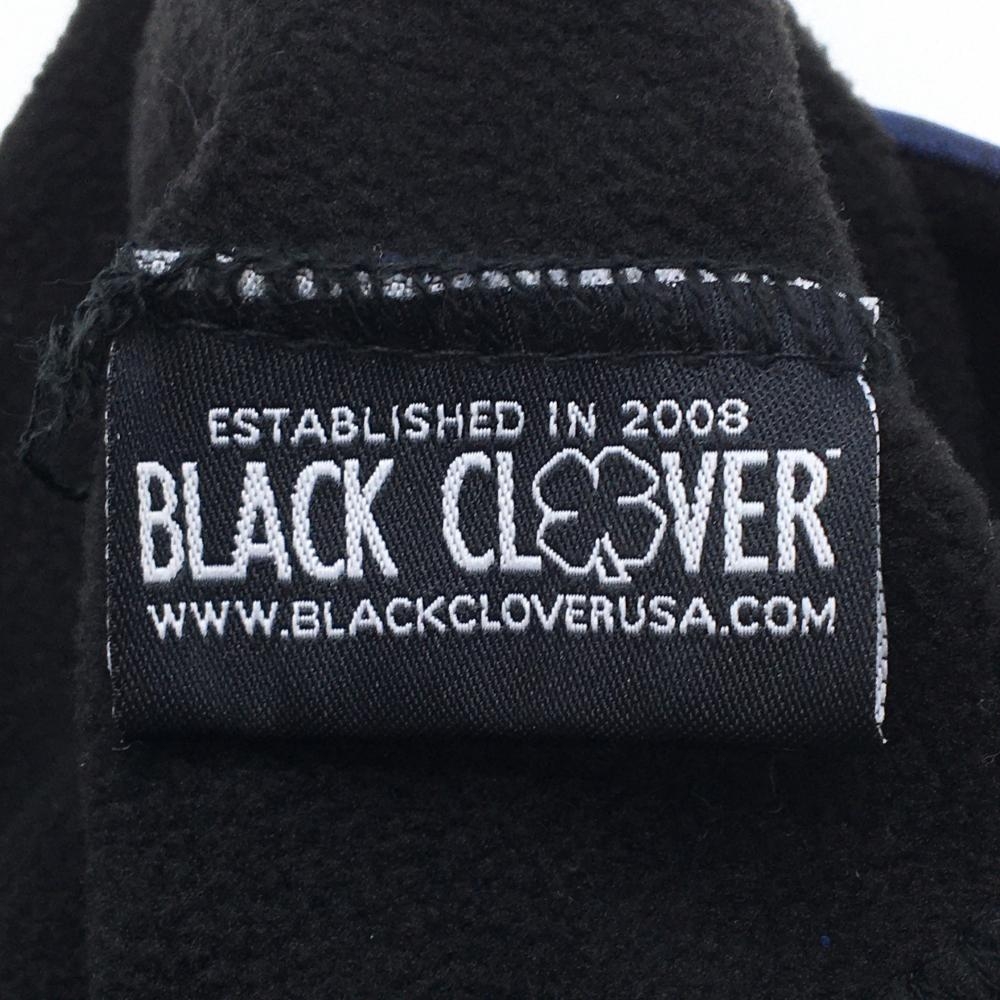 ESTABLISHED IN 2008
BLACK CLOVER™
WWW.BLACKCLOVERUSA.COM